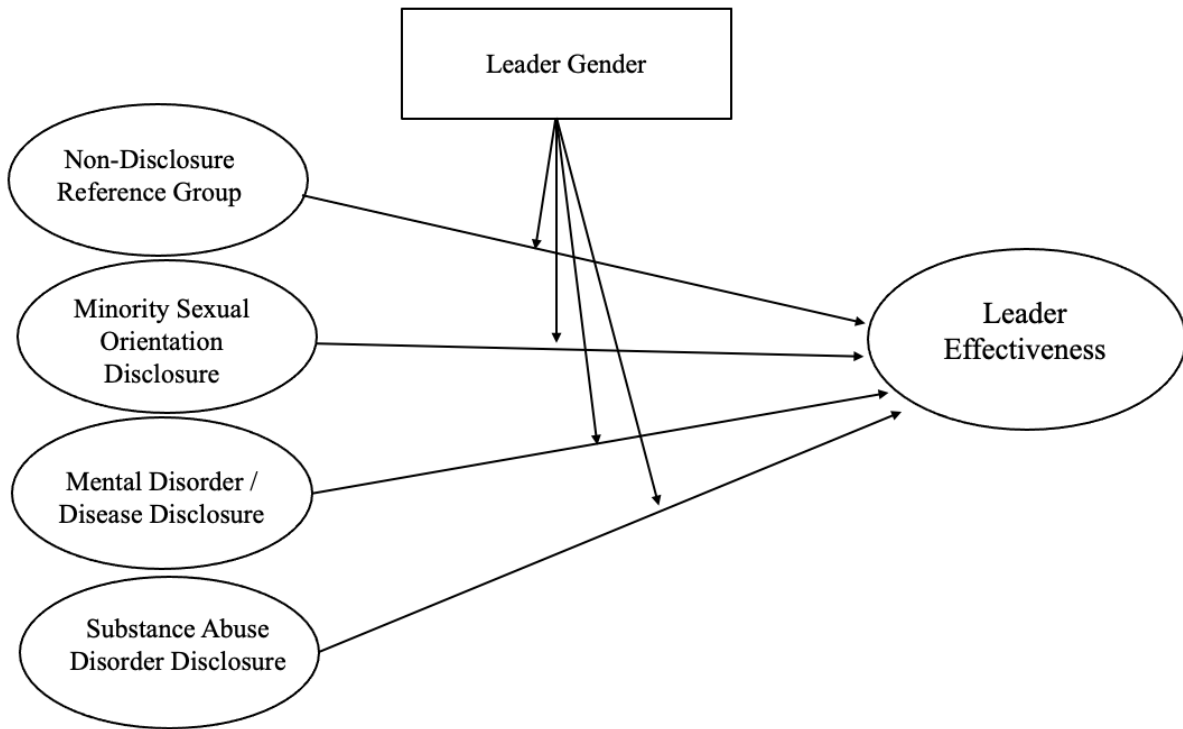 Leader Gender
Non-Disclosure
Reference Group
Minority Sexual
Orientation
Disclosure
Mental Disorder /
Disease Disclosure
Substance Abuse
Disorder Disclosure
Leader
Effectiveness